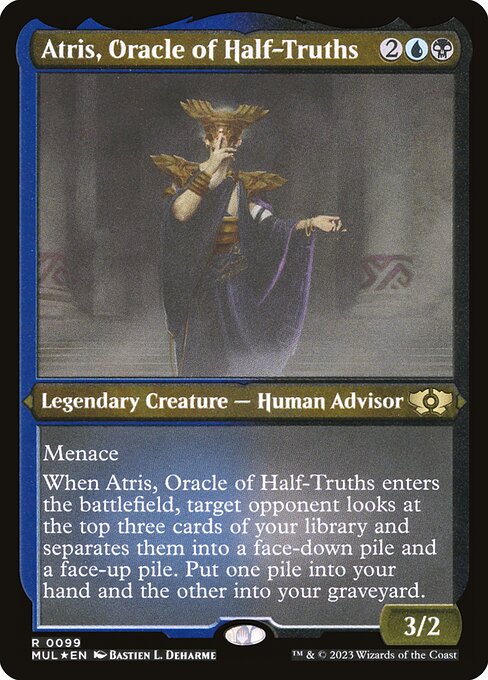 Atris, Oracle of Half-Truths 2
Legendary Creature — Human Advisor
Menace
When Atris, Oracle of Half-Truths enters
the battlefield, target opponent looks at
the top three cards of your library and
separates them into a face-down pile and
a face-up pile. Put one pile into your
hand and the other into your graveyard.
3/2
R 0099
MUL★EN Bastien L. Deharme
™ & © 2023 Wizards of the Coast